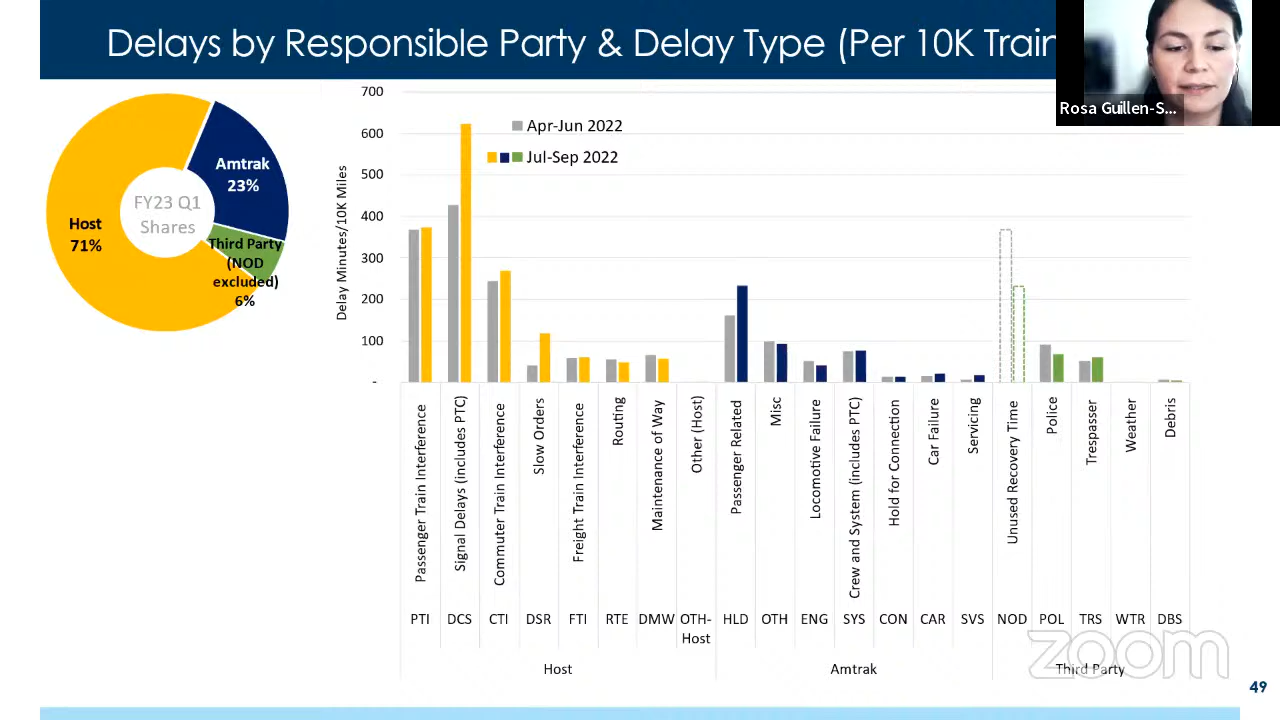 Delays by Responsible Party & Delay Type (Per 10K Train
Rosa Guillen-S...
Amtrak
23%
FY23 Q1
Shares
Host
71%
Third Party
(NOD
excluded)
6%
Delay Minutes/10K Miles
700
600
500
400
300
200
100
-
Apr-Jun 2022
Jul-Sep 2022
Passenger Train Interference
Signal Delays (includes PTC)
Commuter Train Interference
Slow Orders
Freight Train Interference
Routing
Maintenance of Way
Other (Host)
Passenger Related
Misc
Locomotive Failure
Crew and System (includes PTC)
Hold for Connection
Car Failure
Servicing
Unused Recovery Time
Police
Trespasser
Weather
Debris
PTI DCS CTI DSR FTI RTE DMW OTH- HLD OTH ENG SYS CON CAR SVS NOD POL TRS WTR DBS
Host
Host Amtrak Third Party
zoom
49